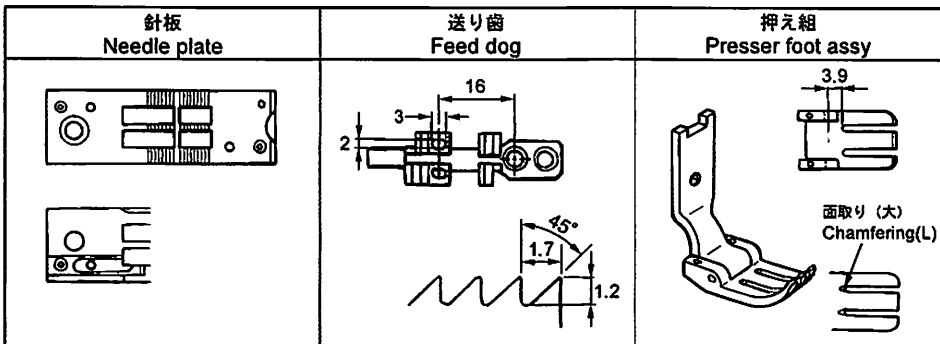 針板
Needle plate
送り歯
Feed dog
押え組
Presser foot assy
16
3
2
45°
1.7
1.2
3.9
面取り（大）
Chamfering(L)